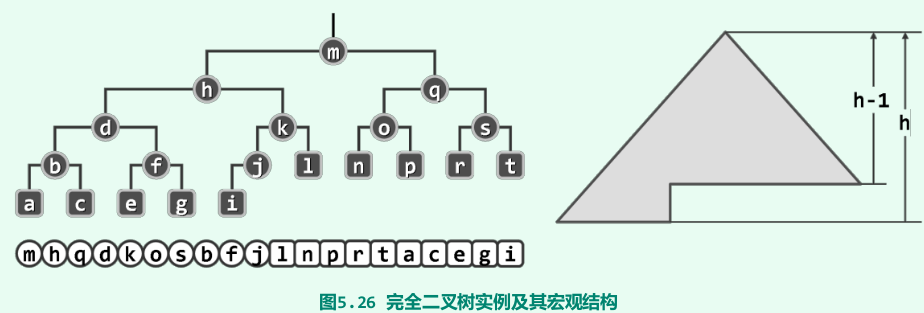 m
h q
d k o s
b f j l n p r t
a c e g i
m h q d k o s b f j l n p r t a c e g i
h-1
h
图5.26 完全二叉树实例及其宏观结构